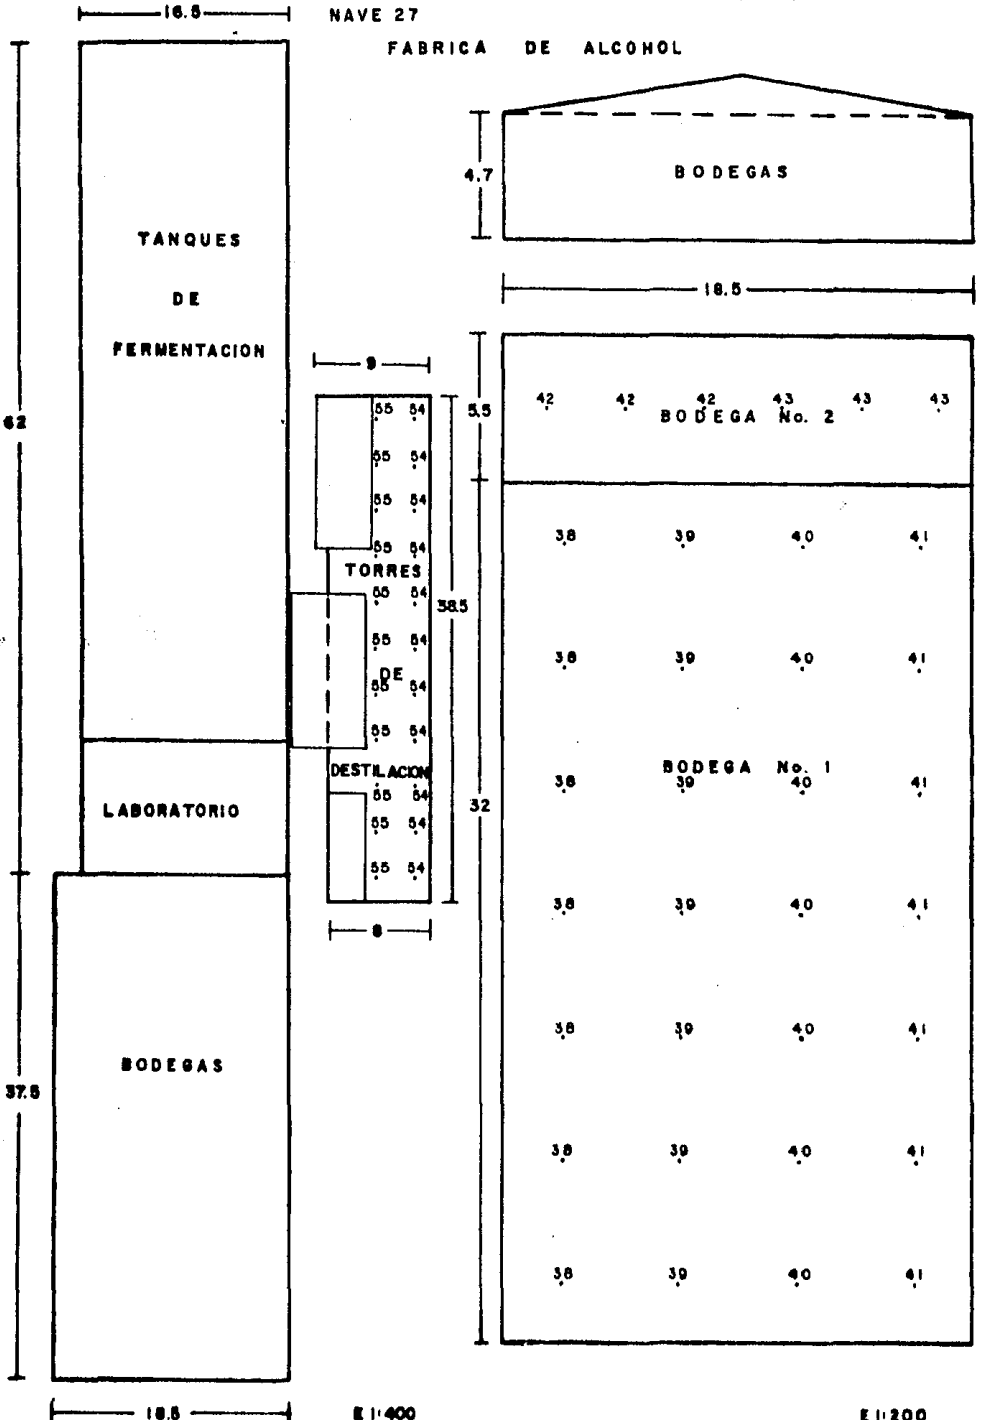 16.5
NAVE 27
FABRICA DE ALCOHOL
4.7
BODEGAS
18.5
TANQUES
DE
FERMENTACION
62
9
55 54
55 54
55 54
55 54
TORRES
55 54
55 54
DE
55 54
55 54
DESTILACION
55 54
55 54
55 54
38.5
8
5.5
42 42 42 43 43 43
BODEGA No. 2
38 39 40 41
38 39 40 41
BODEGA No. 1
38 39 40 41
32
38 39 40 41
38 39 40 41
38 39 40 41
38 39 40 41
LABORATORIO
BODEGAS
37.5
18.5
E 1:400
E 1:200